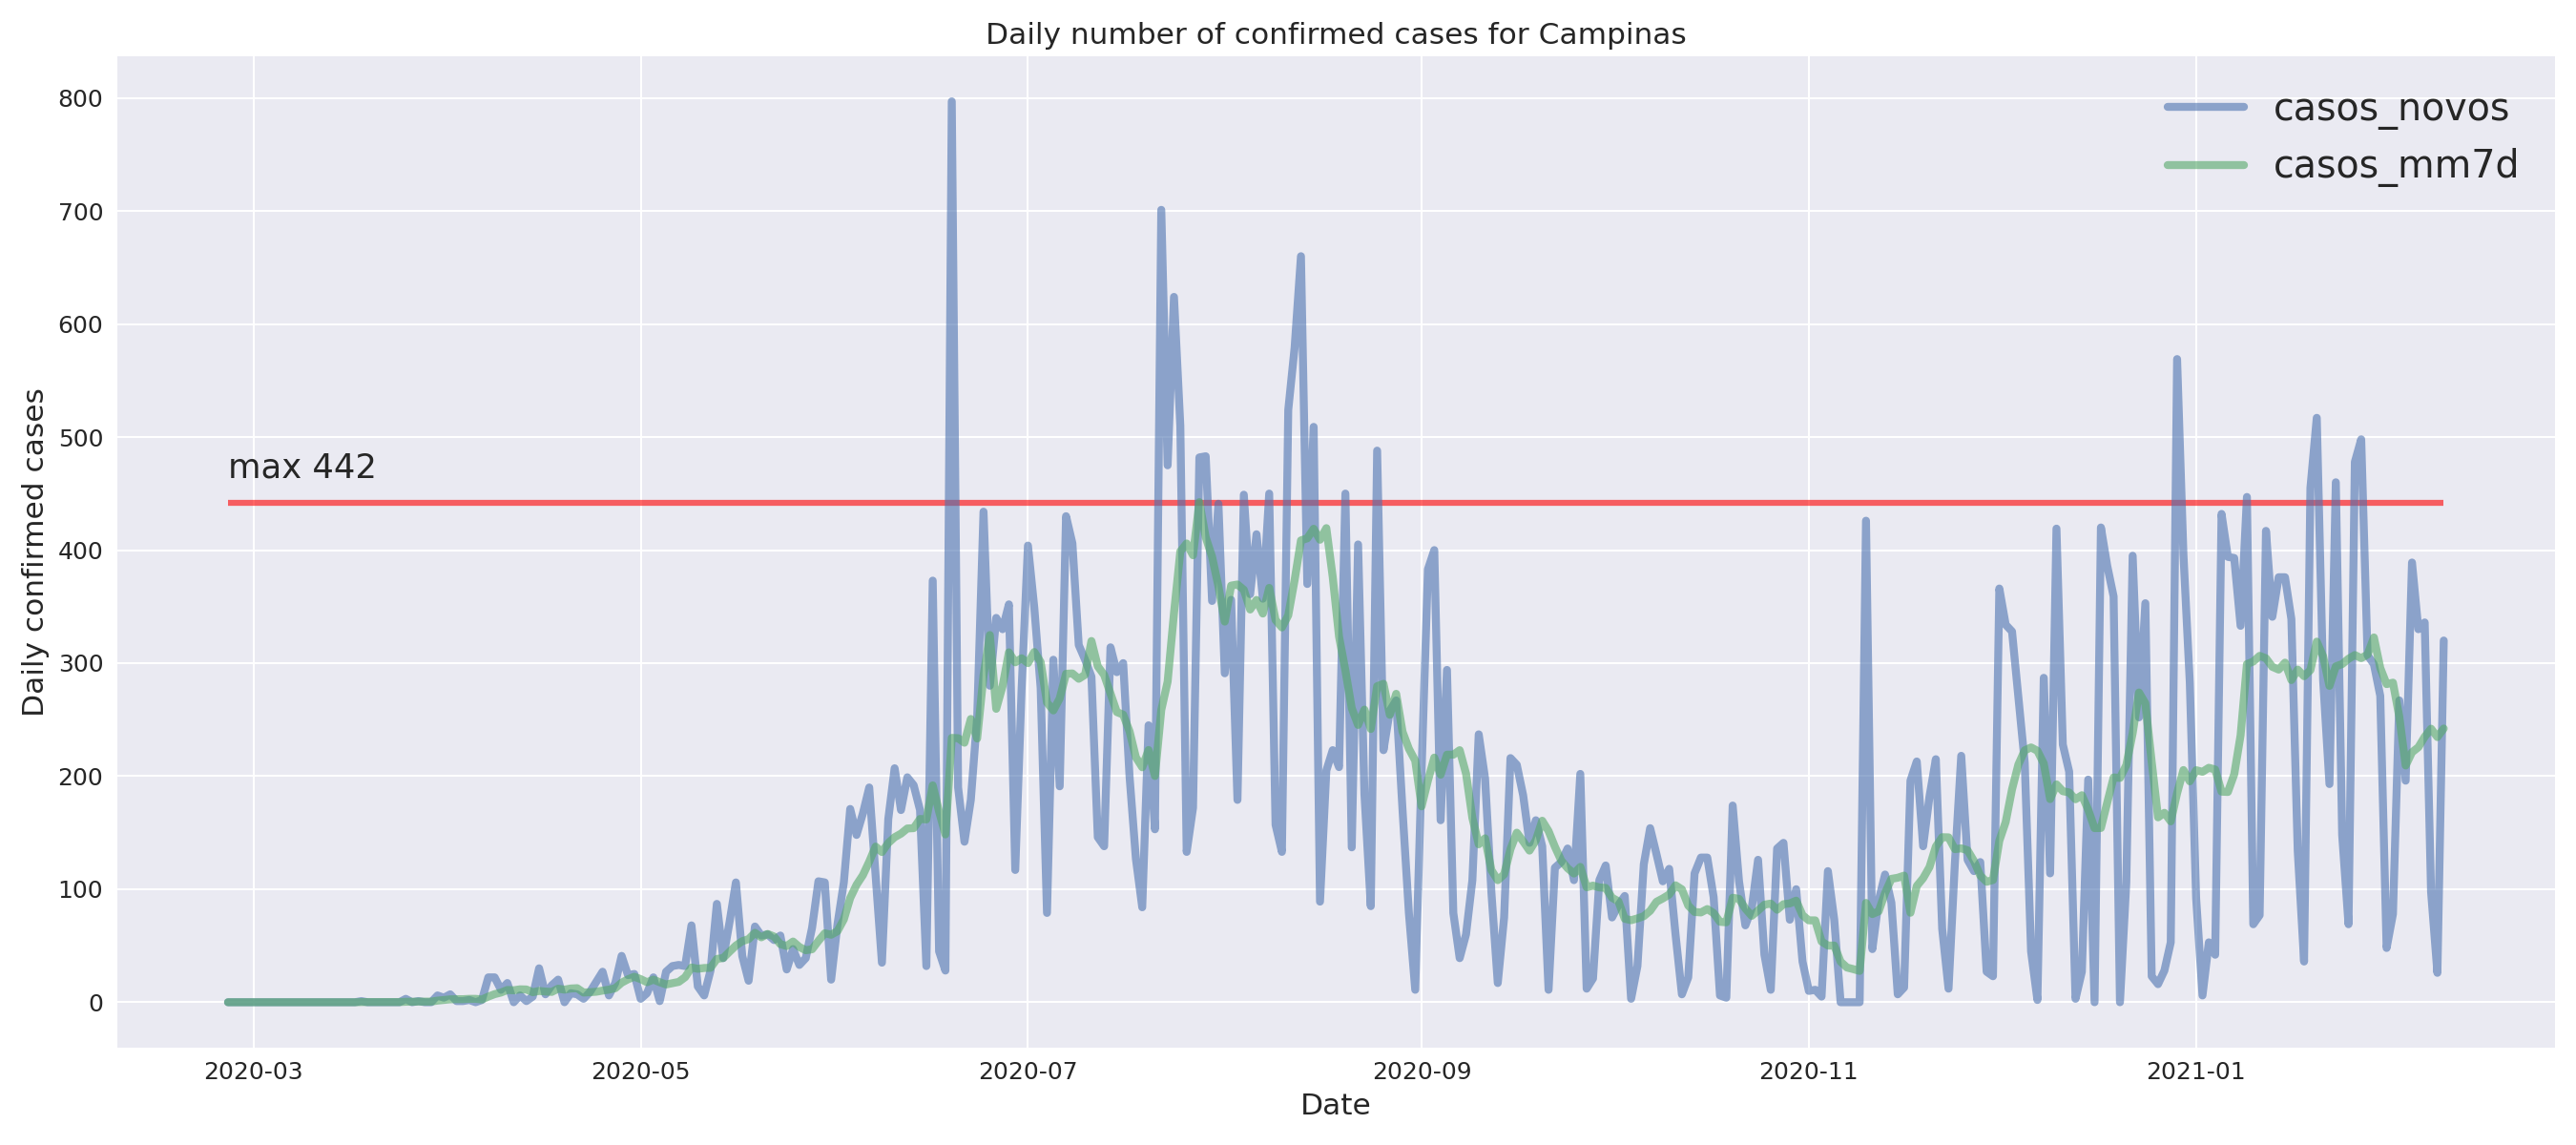 Daily number of confirmed cases for Campinas
casos_novos
casos_mm7d
max 442
Daily confirmed cases
800
700
600
500
400
300
200
100
0
2020-03
2020-05
2020-07
2020-09
2020-11
2021-01
Date